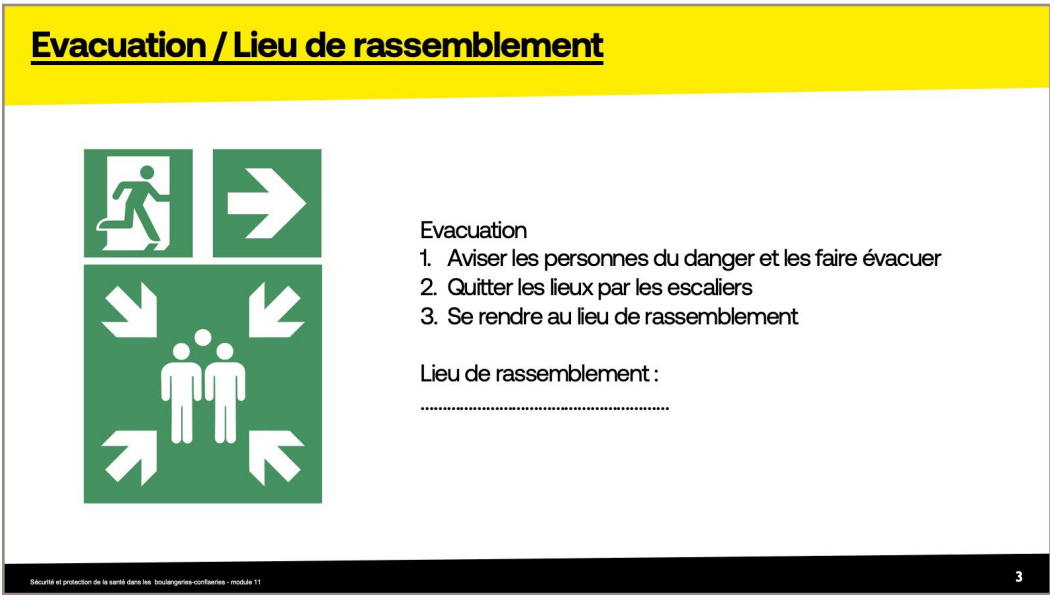 Evacuation / Lieu de rassemblement
Evacuation
1. Aviser les personnes du danger et les faire évacuer
2. Quitter les lieux par les escaliers
3. Se rendre au lieu de rassemblement
Lieu de rassemblement :
.........................................................
Sécurité et protection de la santé dans les boulangeries-confiseries - module 11
3